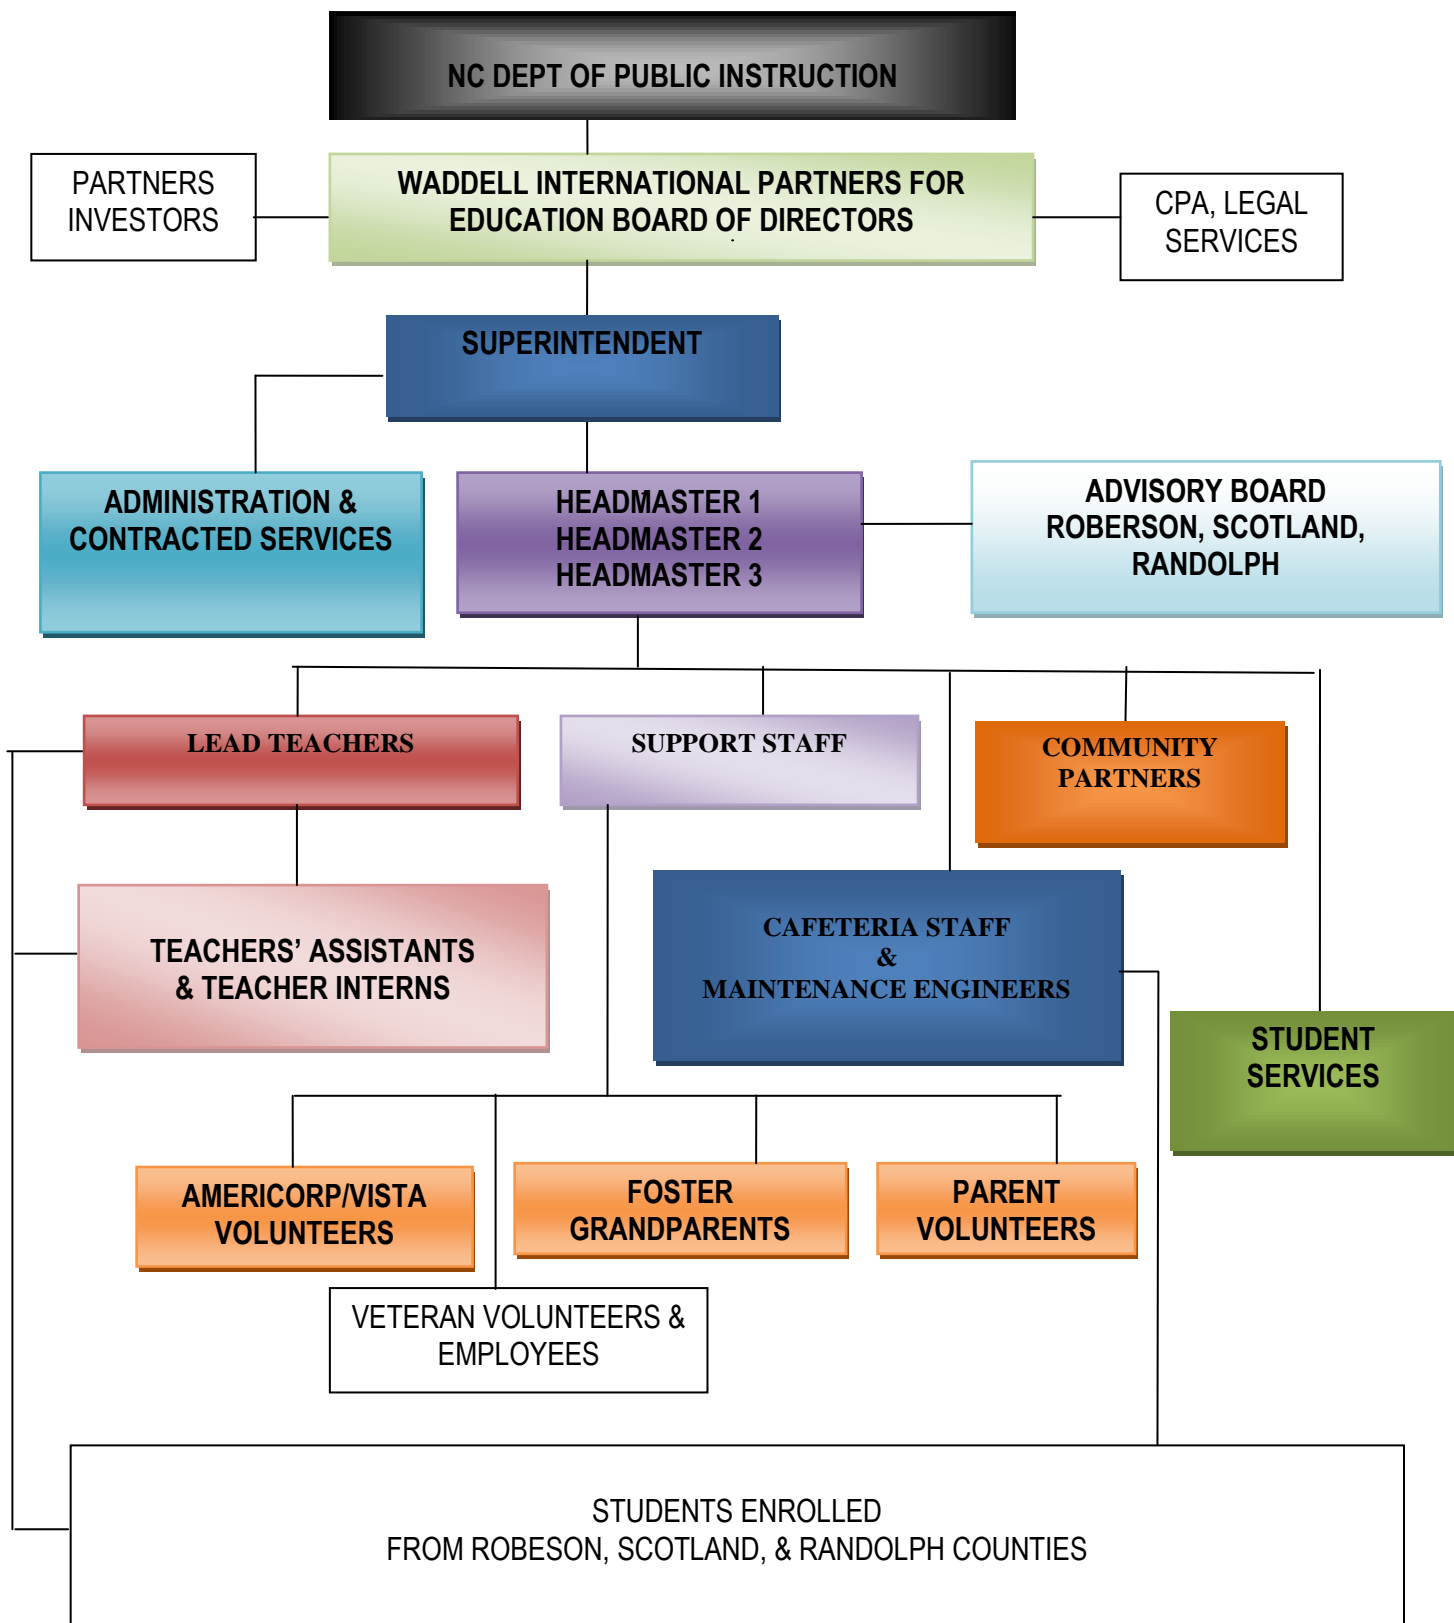 NC DEPT OF PUBLIC INSTRUCTION
PARTNERS
INVESTORS
WADDELL INTERNATIONAL PARTNERS FOR
EDUCATION BOARD OF DIRECTORS
.
CPA, LEGAL
SERVICES
SUPERINTENDENT
ADMINISTRATION &
CONTRACTED SERVICES
HEADMASTER 1
HEADMASTER 2
HEADMASTER 3
ADVISORY BOARD
ROBERSON, SCOTLAND,
RANDOLPH
LEAD TEACHERS
SUPPORT STAFF
COMMUNITY
PARTNERS
TEACHERS’ ASSISTANTS
& TEACHER INTERNS
CAFETERIA STAFF
&
MAINTENANCE ENGINEERS
STUDENT
SERVICES
AMERICORP/VISTA
VOLUNTEERS
FOSTER
GRANDPARENTS
PARENT
VOLUNTEERS
VETERAN VOLUNTEERS &
EMPLOYEES
STUDENTS ENROLLED
FROM ROBESON, SCOTLAND, & RANDOLPH COUNTIES